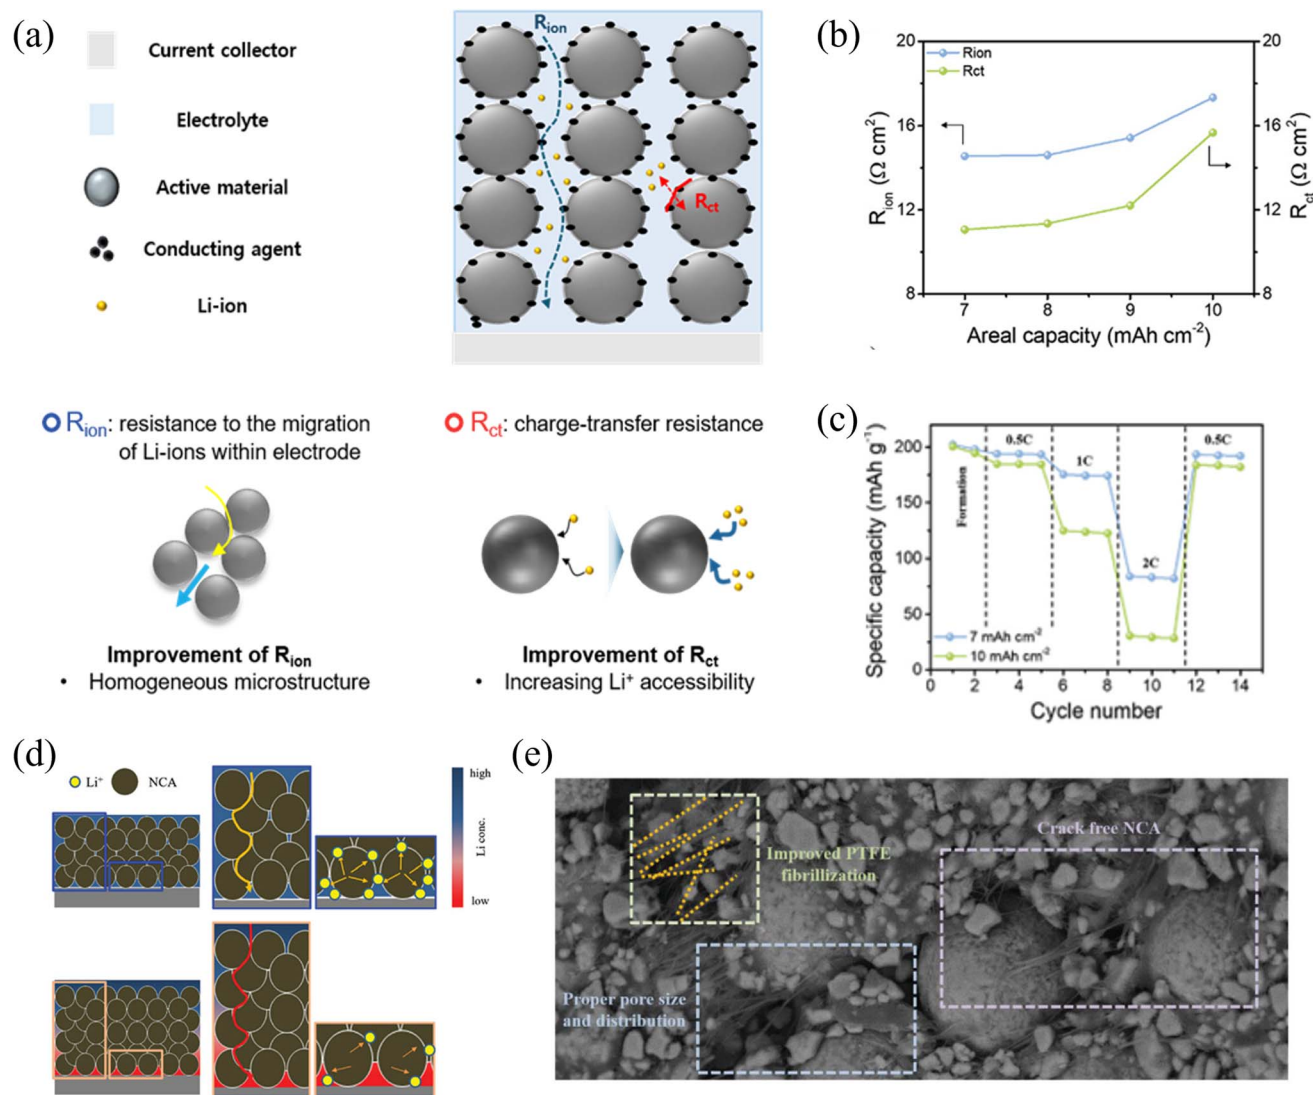 (a)
Current collector
Electrolyte
Active material
Conducting agent
Li-ion
Rion
Rct
Rion: resistance to the migration
of Li-ions within electrode
Improvement of Rion
• Homogeneous microstructure
Rct: charge-transfer resistance
Improvement of Rct
• Increasing Li+ accessibility
(b)
Rion
Rct
20
16
12
8
Rion (Ω cm2)
20
16
12
8
Rct (Ω cm2)
7 8 9 10
Areal capacity (mAh cm-2)
(c)
200
150
100
50
0
Specific capacity (mAh g-1)
Formation
0.5C
1C
2C
0.5C
7 mAh cm-2
10 mAh cm-2
0 2 4 6 8 10 12 14
Cycle number
(d)
Li+
NCA
high
Li conc.
low
(e)
Improved PTFE
fibrillization
Crack free NCA
Proper pore size
and distribution